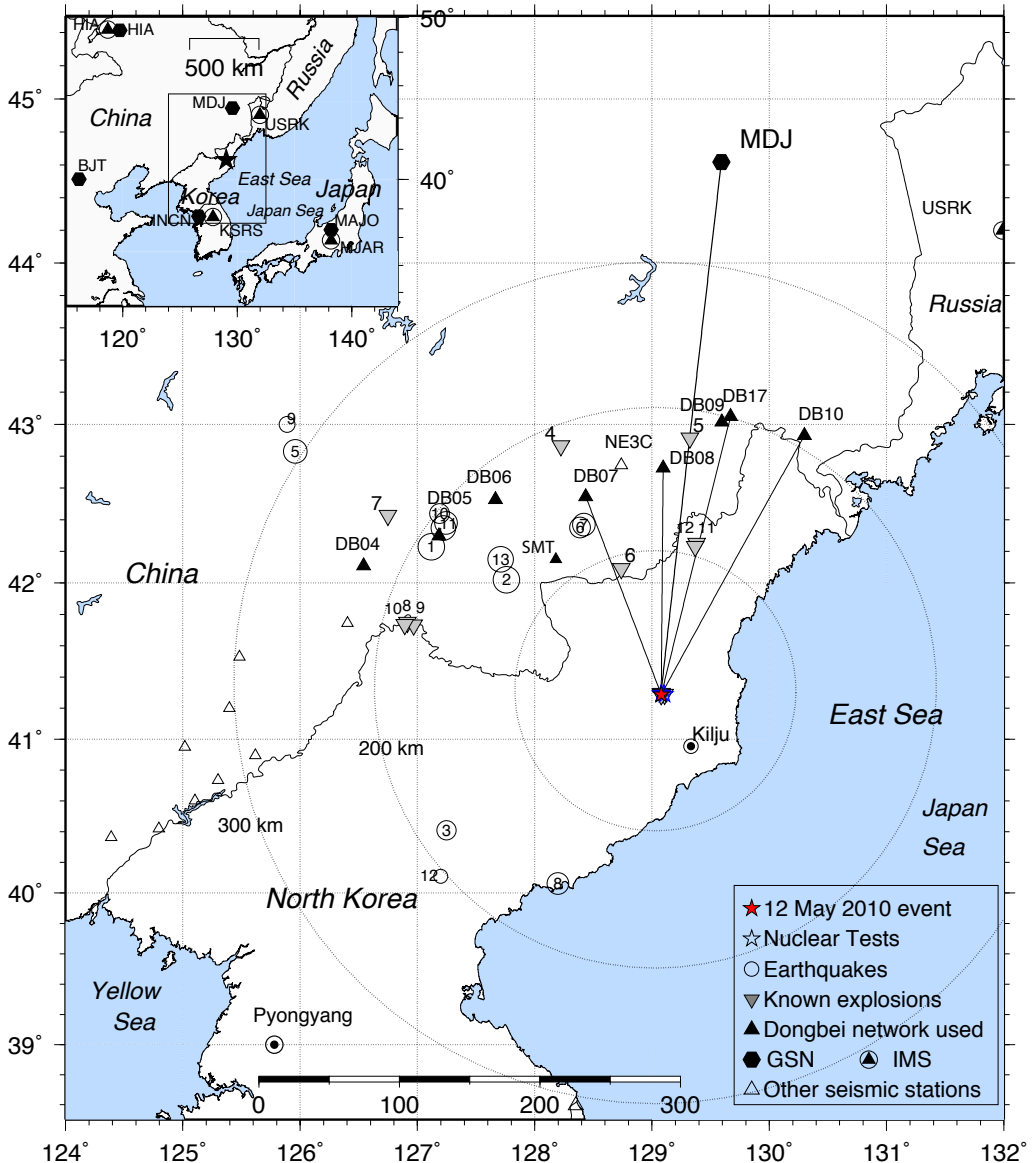 50°
HIA
HIA
500 km
Russia
MDJ
China
USRK
BJT
40°
East Sea
Korea
Japan
Japan Sea
INCN
MAJO
KSRS
MJAR
120°
130°
140°
45°
44°
43°
42°
41°
40°
39°
MDJ
USRK
Russia
DB09
DB17
DB10
9
5
4
5
NE3C
DB08
DB06
DB07
7
DB05
10
11
6
7
12
11
1
DB04
13
SMT
6
2
China
10
8
9
Kilju
East Sea
200 km
300 km
Japan
Sea
3
12
8
North Korea
Yellow
Sea
Pyongyang
12 May 2010 event
Nuclear Tests
Earthquakes
Known explosions
Dongbei network used
GSN
IMS
Other seismic stations
0
100
200
300
124°
125°
126°
127°
128°
129°
130°
131°
132°